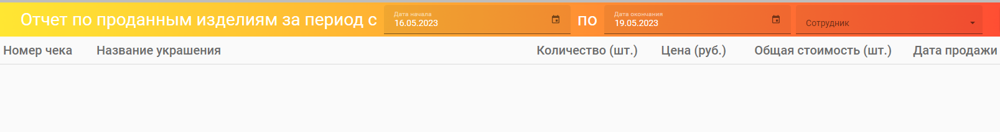 Отчет по проданным изделиям за период с Дата начала 16.05.2023 по Дата окончания 19.05.2023 Сотрудник
Номер чека Название украшения Количество (шт.) Цена (руб.) Общая стоимость (шт.) Дата продажи